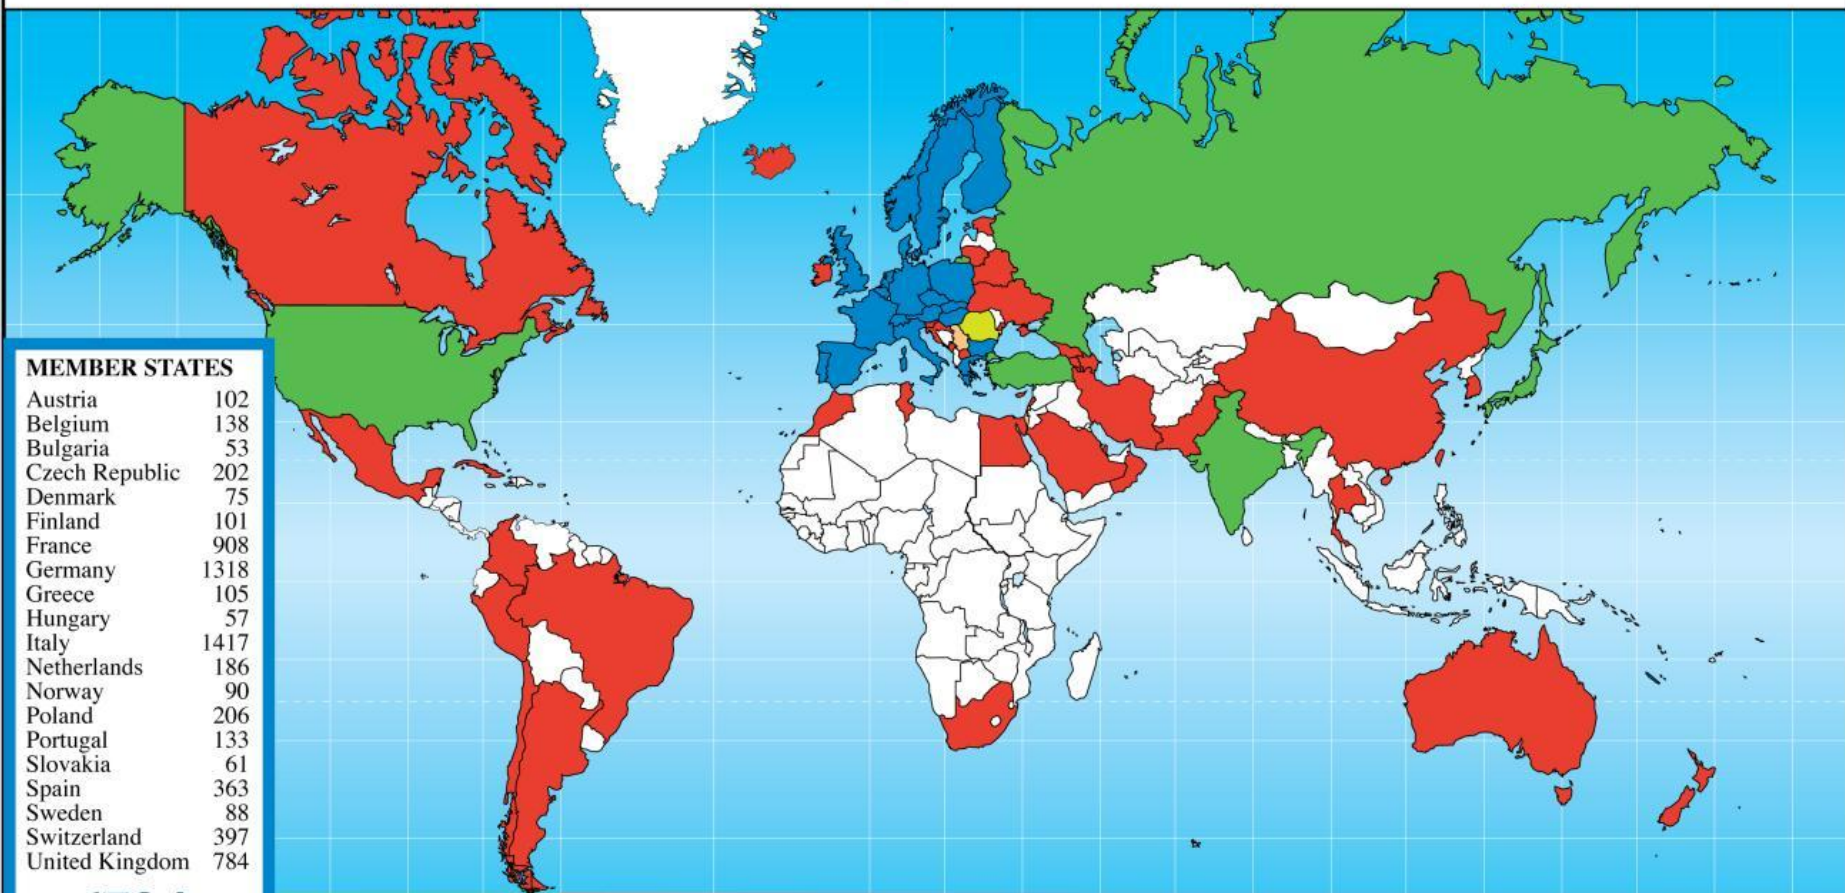 MEMBER STATES
Austria 102
Belgium 138
Bulgaria 53
Czech Republic 202
Denmark 75
Finland 101
France 908
Germany 1318
Greece 105
Hungary 57
Italy 1417
Netherlands 186
Norway 90
Poland 206
Portugal 133
Slovakia 61
Spain 363
Sweden 88
Switzerland 397
United Kingdom 784